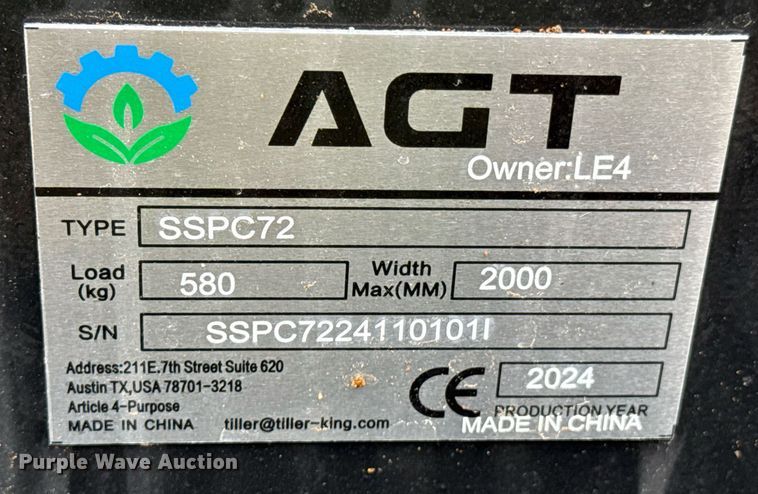 AGT
Owner:LE4
TYPE SSPC72
Load (kg) 580 Width Max(MM) 2000
S/N SSPC7224110101I
Address:211E.7th Street Suite 620
Austin TX,USA 78701-3218
Article 4-Purpose
MADE IN CHINA tiller@tiller-king.com
CE 2024
PRODUCTION YEAR
MADE IN CHINA
Purple Wave Auction